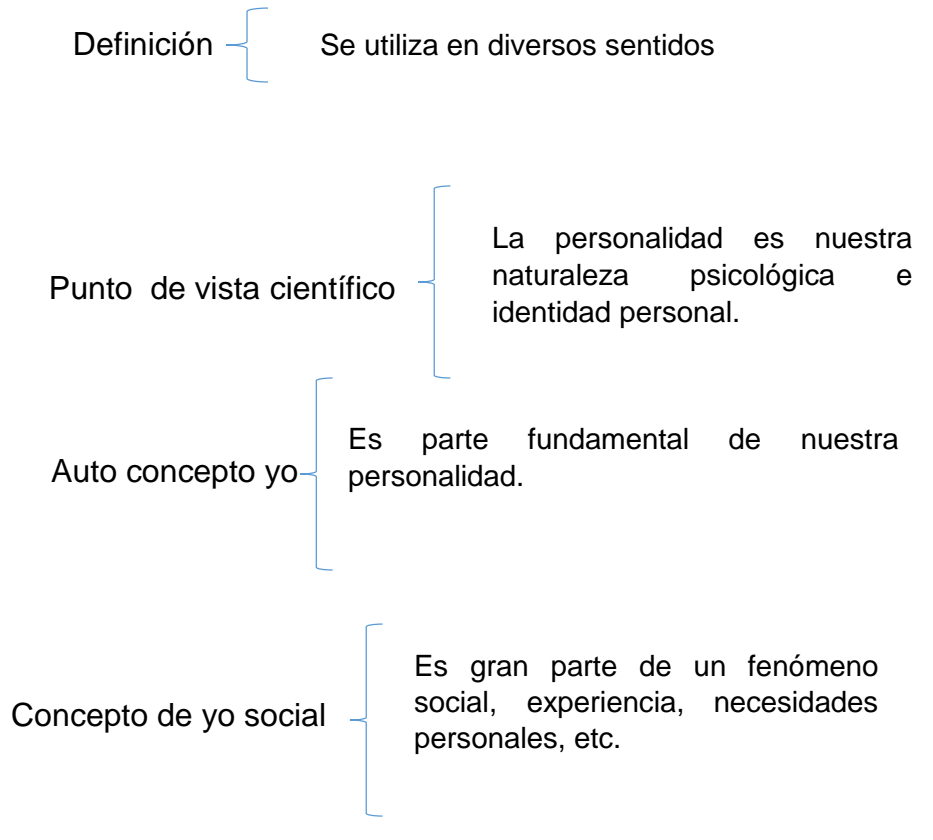 Definición
Se utiliza en diversos sentidos
La personalidad es nuestra
naturaleza psicológica e
identidad personal.
Punto  de vista científico
Es parte fundamental de nuestra
personalidad.
Auto concepto yo
Es gran parte de un fenómeno
social, experiencia, necesidades
personales, etc.
Concepto de yo social